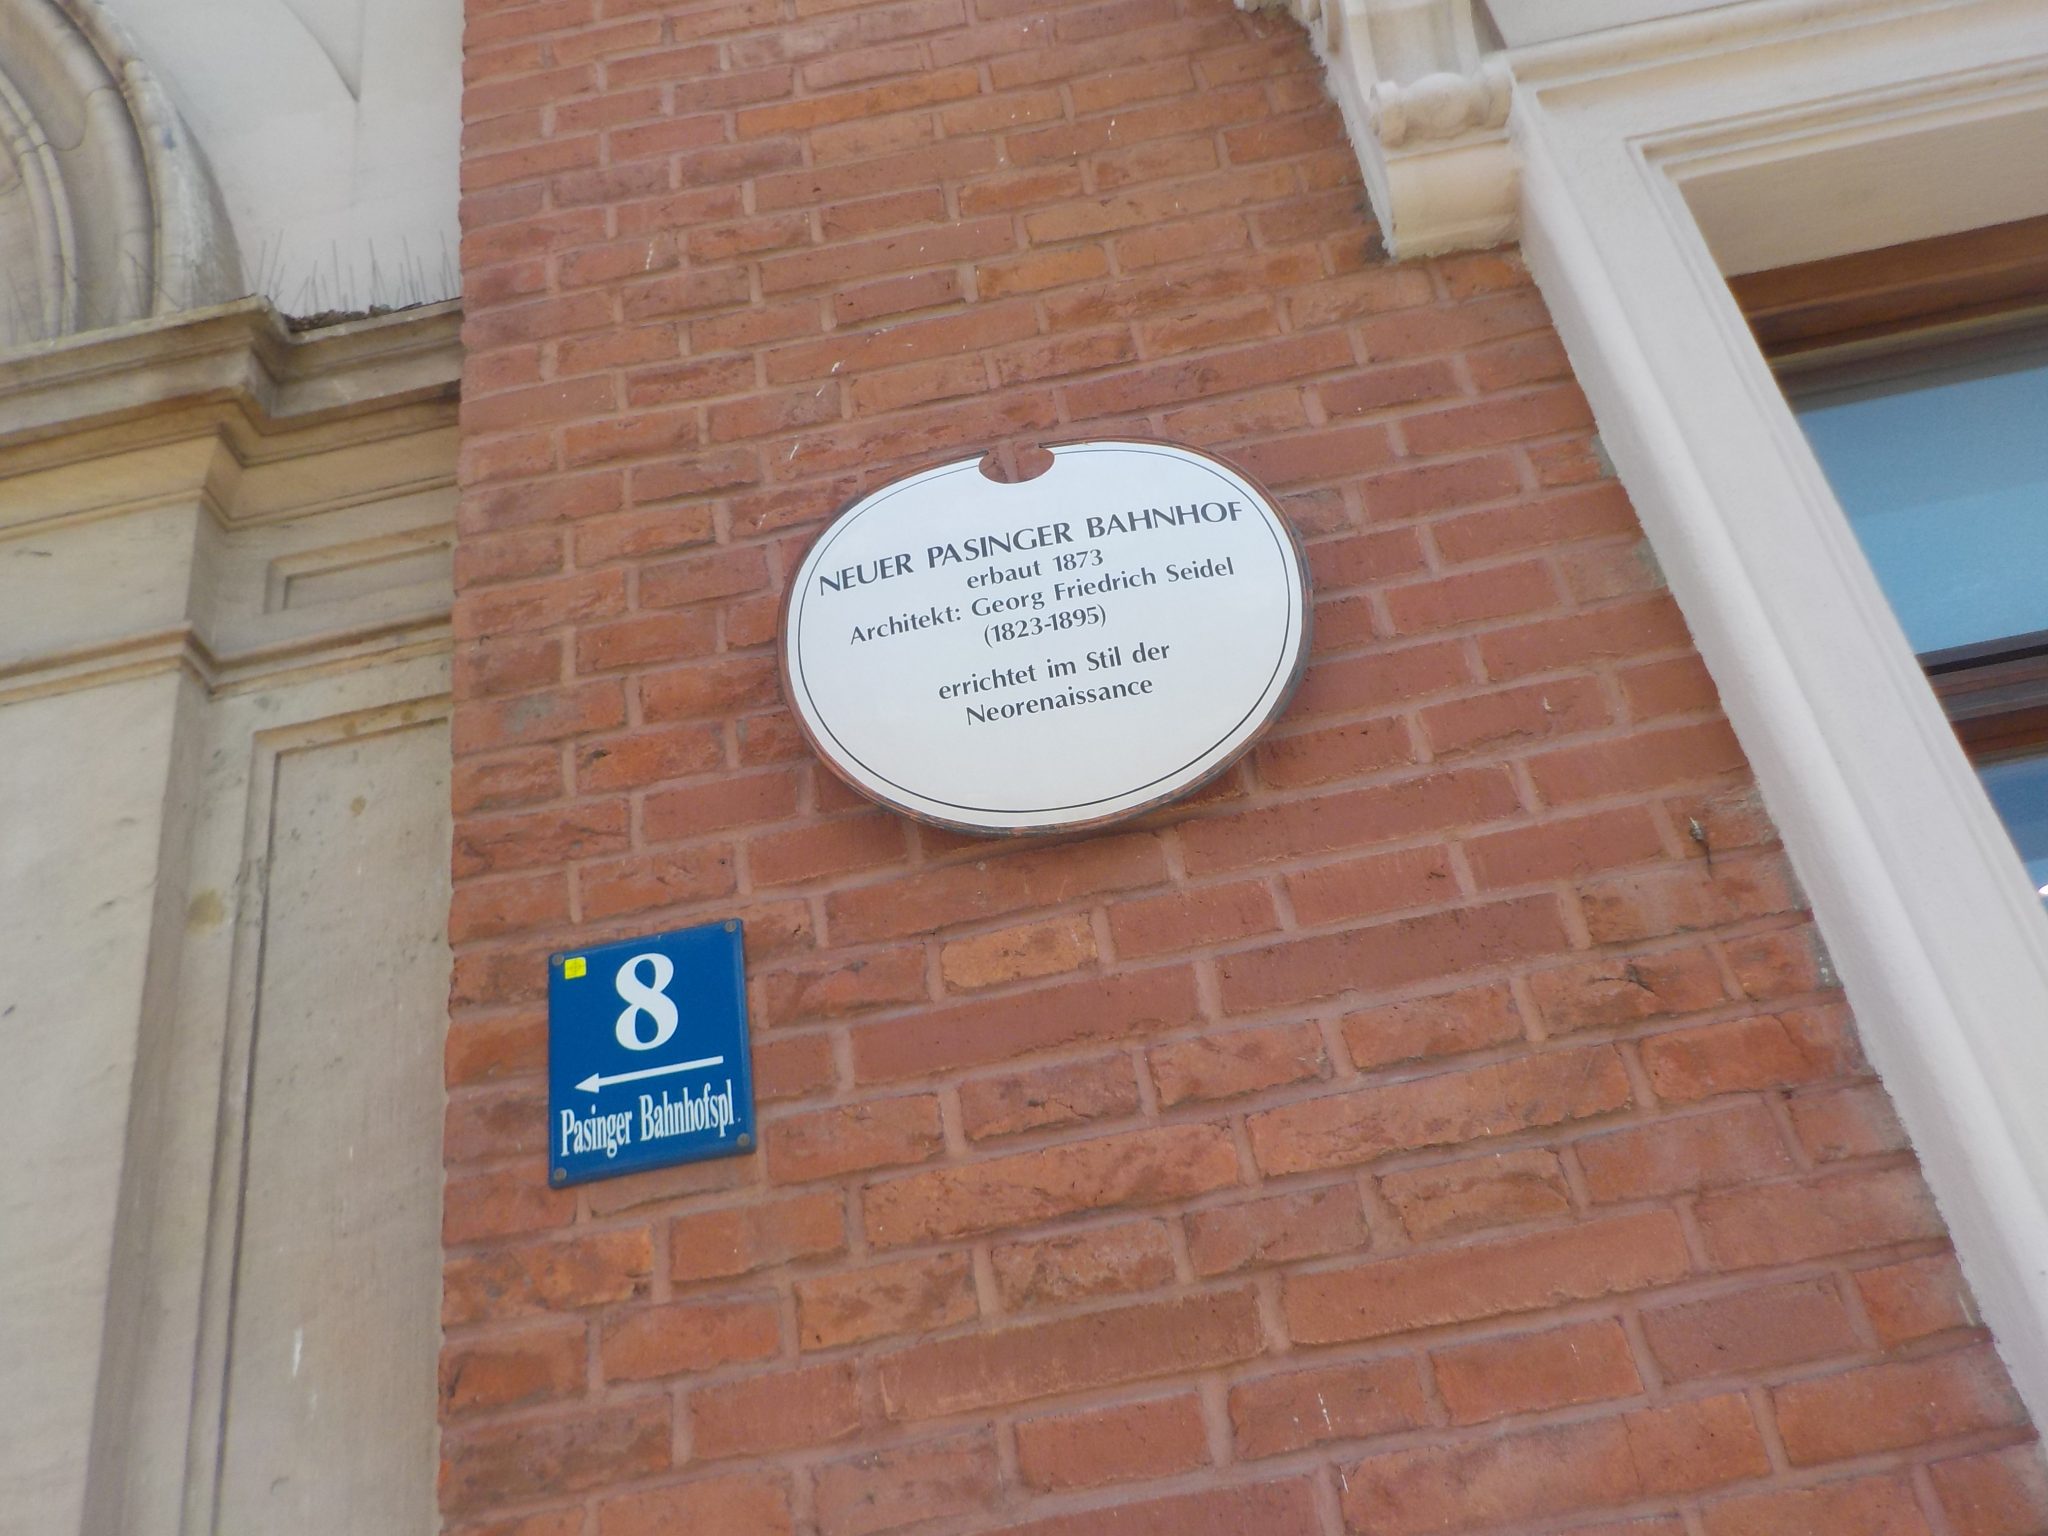 NEUER PASINGER BAHNHOF
erbaut 1873
Architekt: Georg Friedrich Seidel
(1823-1895)
errichtet im Stil der
Neorenaissance
8
Pasinger Bahnhofspl.